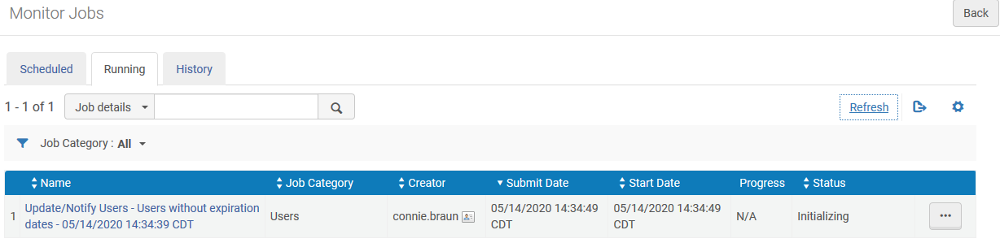 Monitor Jobs
Back
Scheduled Running History
1 - 1 of 1 Job details Refresh
Job Category : All
Name Job Category Creator Submit Date Start Date Progress Status
Update/Notify Users - Users without expiration 05/14/2020 14:34:49 05/14/2020 14:34:49
1 Users connie.braun N/A Initializing
dates - 05/14/2020 14:34:39 CDT CDT CDT